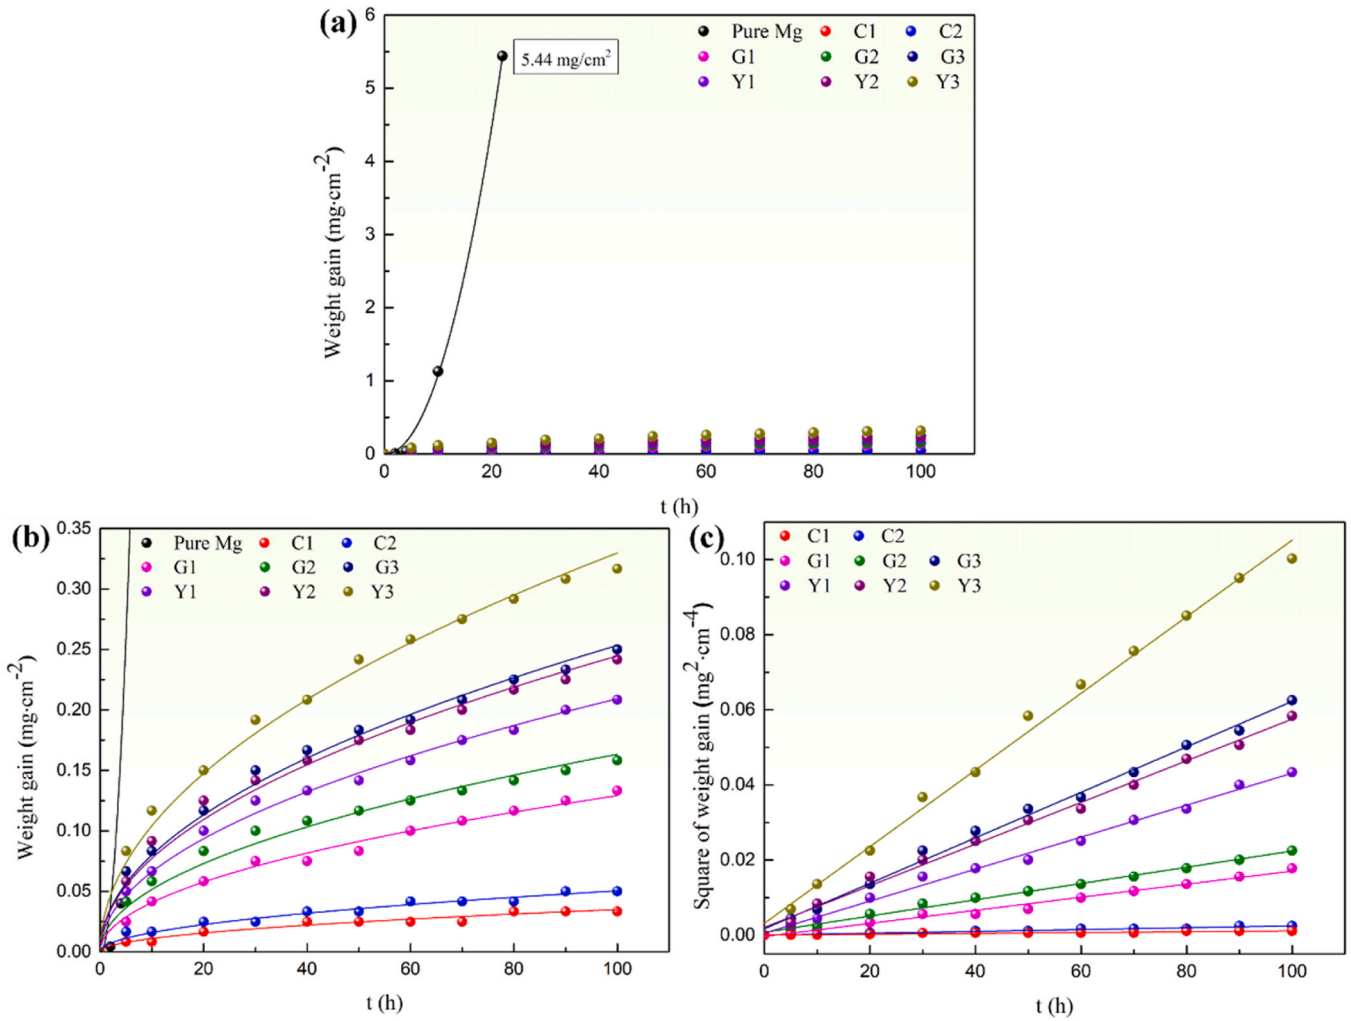 (a)
6
5
4
3
2
1
0
Weight gain (mg·cm-2)
Pure Mg C1 C2
G1 G2 G3
Y1 Y2 Y3
5.44 mg/cm2
0 20 40 60 80 100
t (h)
(b)
0.35
0.30
0.25
0.20
0.15
0.10
0.05
0.00
Weight gain (mg·cm-2)
Pure Mg C1 C2
G1 G2 G3
Y1 Y2 Y3
0 20 40 60 80 100
t (h)
(c)
0.10
0.08
0.06
0.04
0.02
0.00
Square of weight gain (mg2·cm-4)
C1 C2
G1 G2 G3
Y1 Y2 Y3
0 20 40 60 80 100
t (h)